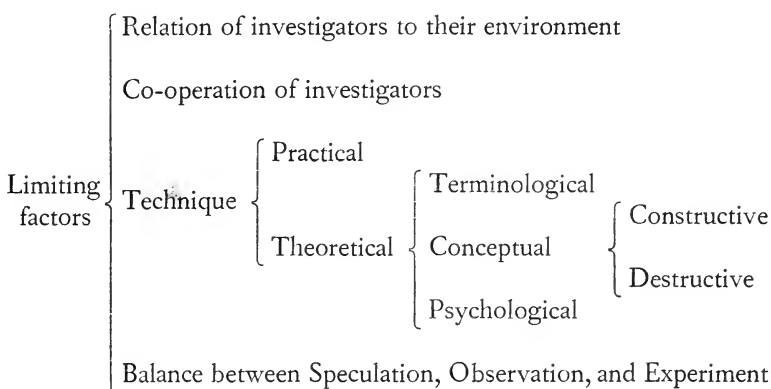 Relation of investigators to their environment
Co-operation of investigators
Limiting
factors
Technique
Practical
Theoretical
Terminological
Conceptual
Psychological
Constructive
Destructive
Balance between Speculation, Observation, and Experiment